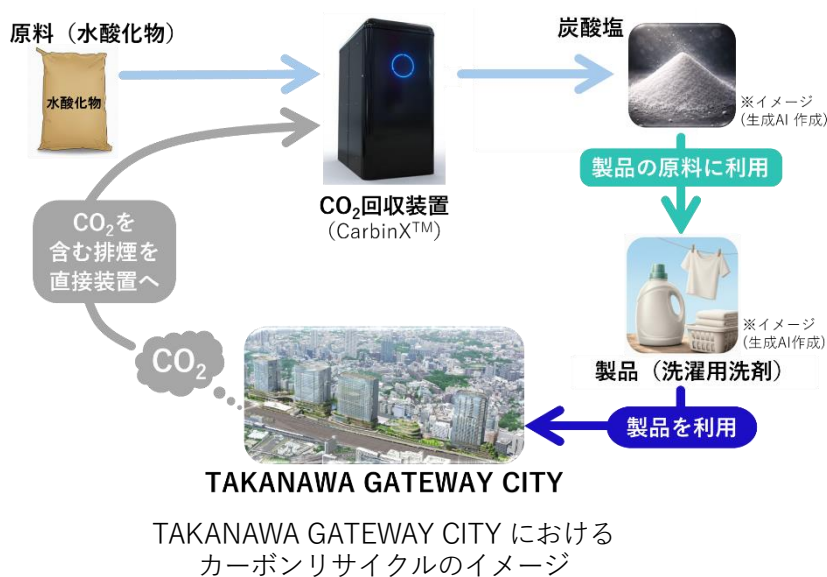 原料（水酸化物）
水酸化物
炭酸塩
※イメージ
(生成AI 作成)
製品の原料に利用
CO₂回収装置
（CarbinX™）
CO₂を
含む排煙を
直接装置へ
CO₂
※イメージ
(生成AI作成)
製品（洗濯用洗剤）
製品を利用
TAKANAWA GATEWAY CITY
TAKANAWA GATEWAY CITY における
カーボンリサイクルのイメージ